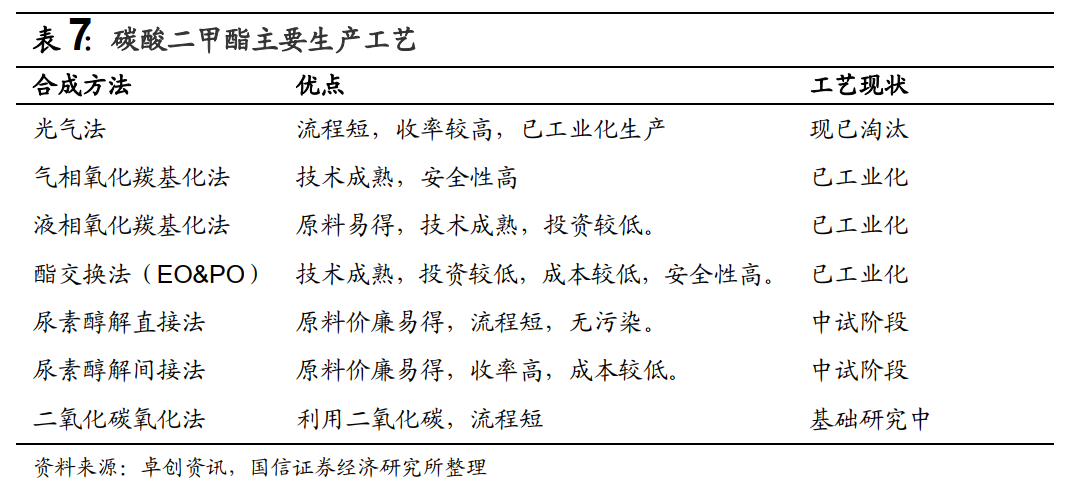 表 7：碳酸二甲酯主要生产工艺
合成方法 优点 工艺现状
光气法 流程短，收率较高，已工业化生产 现已淘汰
气相氧化羰基化法 技术成熟，安全性高 已工业化
液相氧化羰基化法 原料易得，技术成熟，投资较低。 已工业化
酯交换法（EO&PO） 技术成熟，投资较低，成本较低，安全性高。 已工业化
尿素醇解直接法 原料价廉易得，流程短，无污染。 中试阶段
尿素醇解间接法 原料价廉易得，收率高，成本较低。 中试阶段
二氧化碳氧化法 利用二氧化碳，流程短 基础研究中
资料来源：卓创资讯，国信证券经济研究所整理